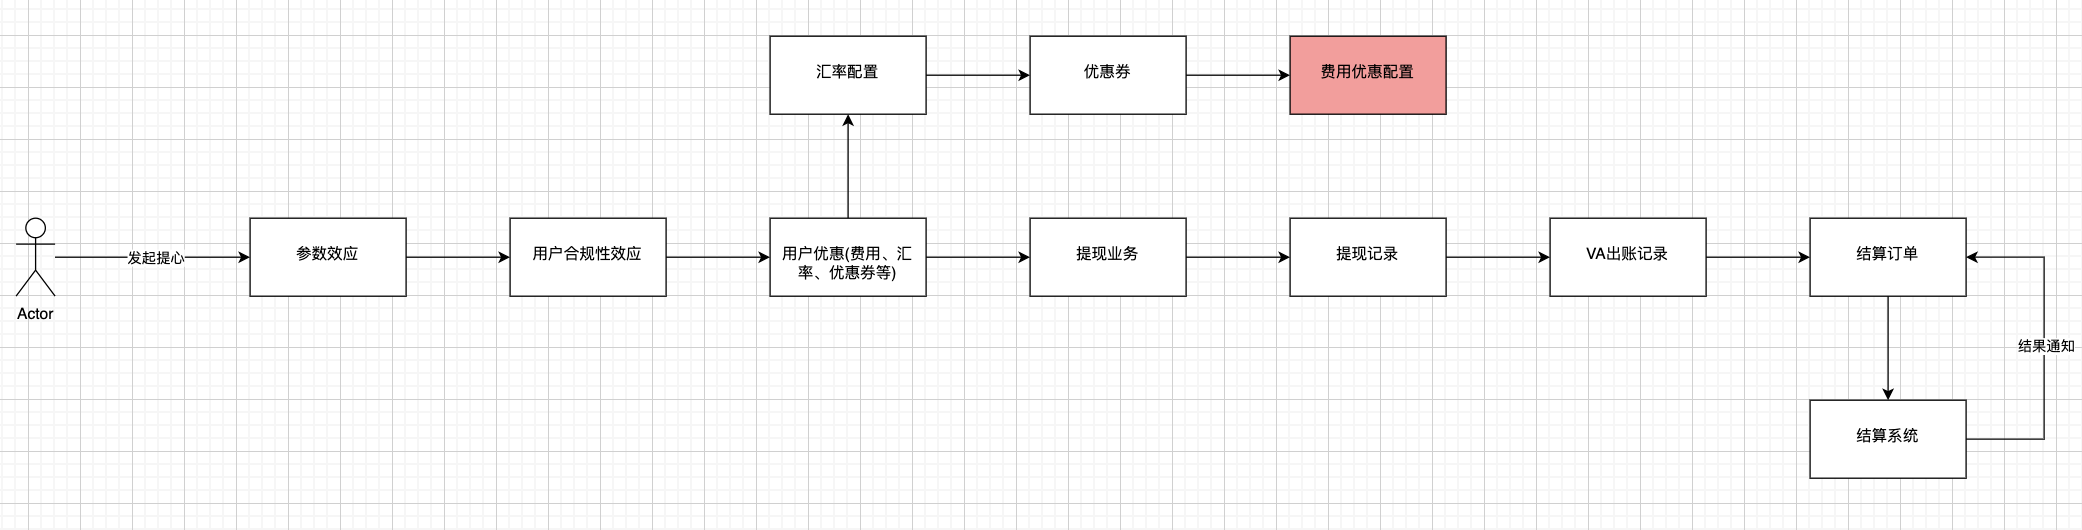 汇率配置
优惠券
费用优惠配置
发起提心
参数效应
用户合规性效应
用户优惠(费用、汇
率、优惠券等)
提现业务
提现记录
VA出账记录
结算订单
Actor
结果通知
结算系统